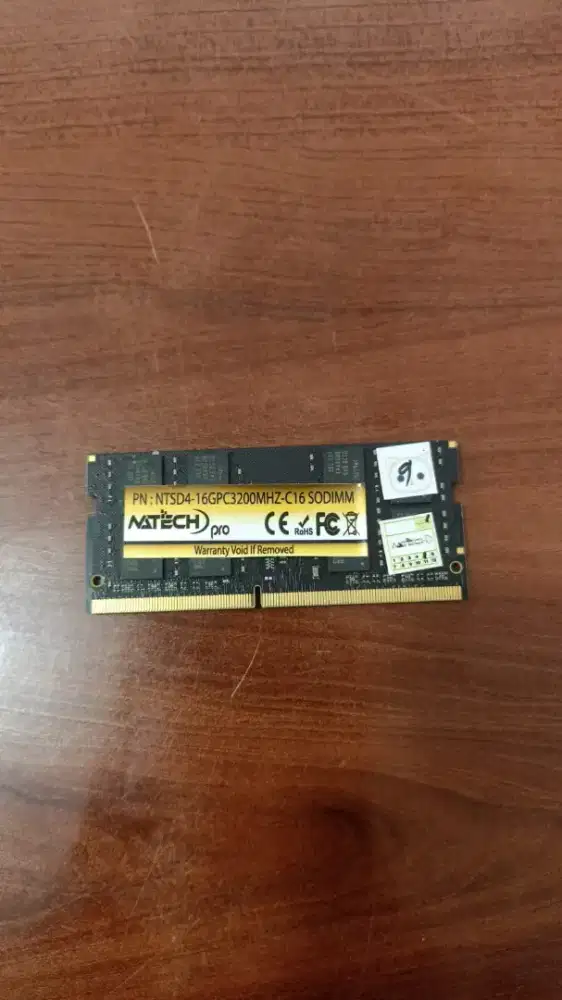 PN : NTSD4-16GPC3200MHZ-C16 SODIMM
NATECH pro
CE RoHS FC
Warranty Void If Removed
9